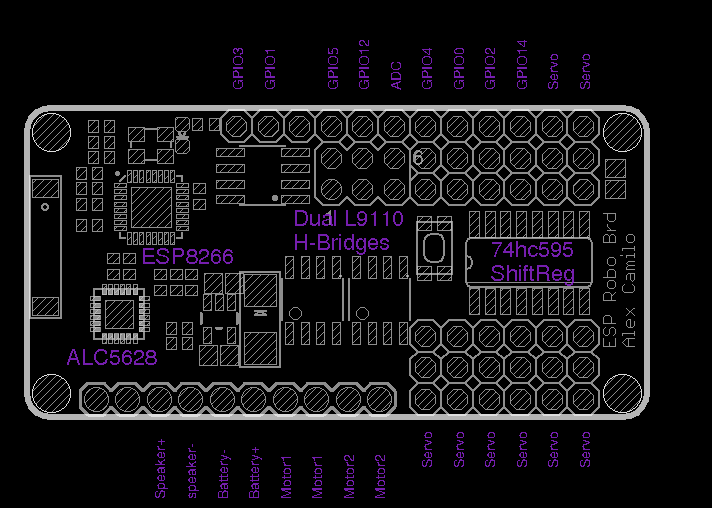 GPIO3
GPIO1
GPIO5
GPIO12
ADC
GPIO4
GPIO0
GPIO2
GPIO14
Servo
Servo
6
1
Dual L9110
H-Bridges
ESP8266
74hc595
ShiftReg
ESP Robo Brd
Alex Camilo
ALC5628
Speaker+
speaker-
Battery-
Battery+
Motor1
Motor1
Motor2
Motor2
Servo
Servo
Servo
Servo
Servo
Servo